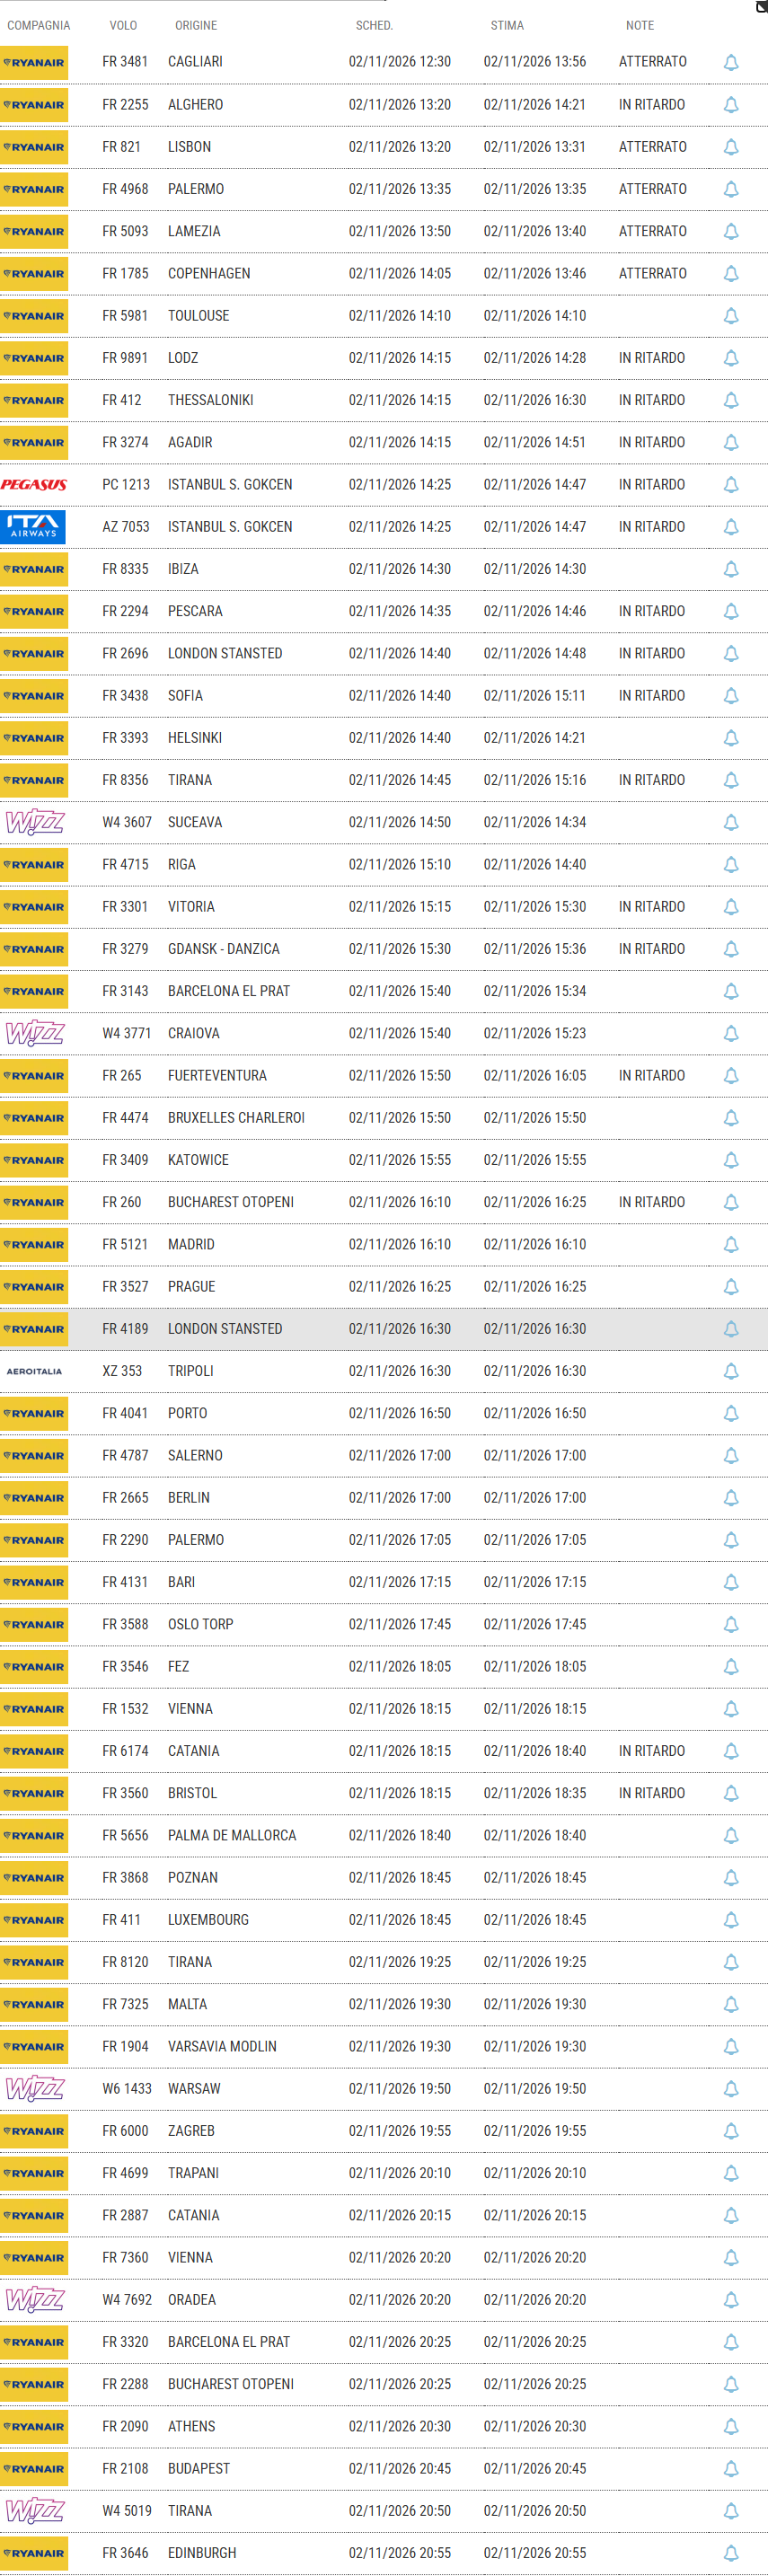 COMPAGNIA VOLO ORIGINE SCHED. STIMA NOTE
RYANAIR FR 3481 CAGLIARI 02/11/2026 12:30 02/11/2026 13:56 ATTERRATO
RYANAIR FR 2255 ALGHERO 02/11/2026 13:20 02/11/2026 14:21 IN RITARDO
RYANAIR FR 821 LISBON 02/11/2026 13:20 02/11/2026 13:31 ATTERRATO
RYANAIR FR 4968 PALERMO 02/11/2026 13:35 02/11/2026 13:35 ATTERRATO
RYANAIR FR 5093 LAMEZIA 02/11/2026 13:50 02/11/2026 13:40 ATTERRATO
RYANAIR FR 1785 COPENHAGEN 02/11/2026 14:05 02/11/2026 13:46 ATTERRATO
RYANAIR FR 5981 TOULOUSE 02/11/2026 14:10 02/11/2026 14:10
RYANAIR FR 9891 LODZ 02/11/2026 14:15 02/11/2026 14:28 IN RITARDO
RYANAIR FR 412 THESSALONIKI 02/11/2026 14:15 02/11/2026 16:30 IN RITARDO
RYANAIR FR 3274 AGADIR 02/11/2026 14:15 02/11/2026 14:51 IN RITARDO
PEGASUS PC 1213 ISTANBUL S. GOKCEN 02/11/2026 14:25 02/11/2026 14:47 IN RITARDO
ITA AIRWAYS AZ 7053 ISTANBUL S. GOKCEN 02/11/2026 14:25 02/11/2026 14:47 IN RITARDO
RYANAIR FR 8335 IBIZA 02/11/2026 14:30 02/11/2026 14:30
RYANAIR FR 2294 PESCARA 02/11/2026 14:35 02/11/2026 14:46 IN RITARDO
RYANAIR FR 2696 LONDON STANSTED 02/11/2026 14:40 02/11/2026 14:48 IN RITARDO
RYANAIR FR 3438 SOFIA 02/11/2026 14:40 02/11/2026 15:11 IN RITARDO
RYANAIR FR 3393 HELSINKI 02/11/2026 14:40 02/11/2026 14:21
RYANAIR FR 8356 TIRANA 02/11/2026 14:45 02/11/2026 15:16 IN RITARDO
WIZZ W4 3607 SUCEAVA 02/11/2026 14:50 02/11/2026 14:34
RYANAIR FR 4715 RIGA 02/11/2026 15:10 02/11/2026 14:40
RYANAIR FR 3301 VITORIA 02/11/2026 15:15 02/11/2026 15:30 IN RITARDO
RYANAIR FR 3279 GDANSK - DANZICA 02/11/2026 15:30 02/11/2026 15:36 IN RITARDO
RYANAIR FR 3143 BARCELONA EL PRAT 02/11/2026 15:40 02/11/2026 15:34
WIZZ W4 3771 CRAIOVA 02/11/2026 15:40 02/11/2026 15:23
RYANAIR FR 265 FUERTEVENTURA 02/11/2026 15:50 02/11/2026 16:05 IN RITARDO
RYANAIR FR 4474 BRUXELLES CHARLEROI 02/11/2026 15:50 02/11/2026 15:50
RYANAIR FR 3409 KATOWICE 02/11/2026 15:55 02/11/2026 15:55
RYANAIR FR 260 BUCHAREST OTOPENI 02/11/2026 16:10 02/11/2026 16:25 IN RITARDO
RYANAIR FR 5121 MADRID 02/11/2026 16:10 02/11/2026 16:10
RYANAIR FR 3527 PRAGUE 02/11/2026 16:25 02/11/2026 16:25
RYANAIR FR 4189 LONDON STANSTED 02/11/2026 16:30 02/11/2026 16:30
AEROITALIA XZ 353 TRIPOLI 02/11/2026 16:30 02/11/2026 16:30
RYANAIR FR 4041 PORTO 02/11/2026 16:50 02/11/2026 16:50
RYANAIR FR 4787 SALERNO 02/11/2026 17:00 02/11/2026 17:00
RYANAIR FR 2665 BERLIN 02/11/2026 17:00 02/11/2026 17:00
RYANAIR FR 2290 PALERMO 02/11/2026 17:05 02/11/2026 17:05
RYANAIR FR 4131 BARI 02/11/2026 17:15 02/11/2026 17:15
RYANAIR FR 3588 OSLO TORP 02/11/2026 17:45 02/11/2026 17:45
RYANAIR FR 3546 FEZ 02/11/2026 18:05 02/11/2026 18:05
RYANAIR FR 1532 VIENNA 02/11/2026 18:15 02/11/2026 18:15
RYANAIR FR 6174 CATANIA 02/11/2026 18:15 02/11/2026 18:40 IN RITARDO
RYANAIR FR 3560 BRISTOL 02/11/2026 18:15 02/11/2026 18:35 IN RITARDO
RYANAIR FR 5656 PALMA DE MALLORCA 02/11/2026 18:40 02/11/2026 18:40
RYANAIR FR 3868 POZNAN 02/11/2026 18:45 02/11/2026 18:45
RYANAIR FR 411 LUXEMBOURG 02/11/2026 18:45 02/11/2026 18:45
RYANAIR FR 8120 TIRANA 02/11/2026 19:25 02/11/2026 19:25
RYANAIR FR 7325 MALTA 02/11/2026 19:30 02/11/2026 19:30
RYANAIR FR 1904 VARSAVIA MODLIN 02/11/2026 19:30 02/11/2026 19:30
WIZZ W6 1433 WARSAW 02/11/2026 19:50 02/11/2026 19:50
RYANAIR FR 6000 ZAGREB 02/11/2026 19:55 02/11/2026 19:55
RYANAIR FR 4699 TRAPANI 02/11/2026 20:10 02/11/2026 20:10
RYANAIR FR 2887 CATANIA 02/11/2026 20:15 02/11/2026 20:15
RYANAIR FR 7360 VIENNA 02/11/2026 20:20 02/11/2026 20:20
WIZZ W4 7692 ORADEA 02/11/2026 20:20 02/11/2026 20:20
RYANAIR FR 3320 BARCELONA EL PRAT 02/11/2026 20:25 02/11/2026 20:25
RYANAIR FR 2288 BUCHAREST OTOPENI 02/11/2026 20:25 02/11/2026 20:25
RYANAIR FR 2090 ATHENS 02/11/2026 20:30 02/11/2026 20:30
RYANAIR FR 2108 BUDAPEST 02/11/2026 20:45 02/11/2026 20:45
WIZZ W4 5019 TIRANA 02/11/2026 20:50 02/11/2026 20:50
RYANAIR FR 3646 EDINBURGH 02/11/2026 20:55 02/11/2026 20:55